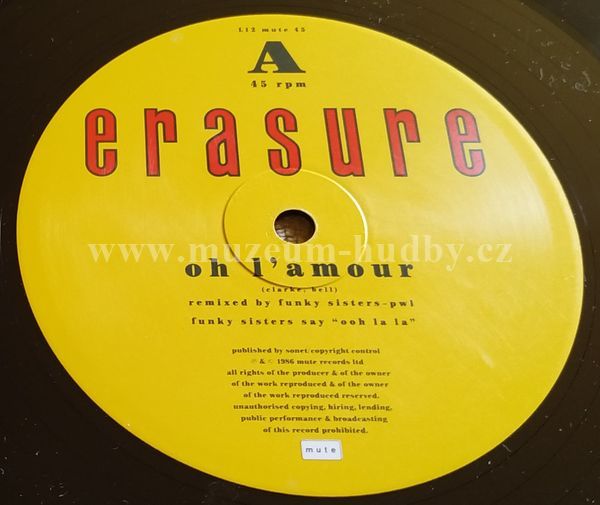 L12 mute 45
A
45 rpm
erasure
www.muzeum-hudby.cz
oh l'amour
(clarke, bell)
remixed by funky sisters-pwl
funky sisters say "ooh la la"
published by sonet/copyright control
℗ & © 1986 mute records ltd
all rights of the producer & of the owner
of the work reproduced & of the owner
of the work reproduced reserved.
unauthorised copying, hiring, lending,
public performance & broadcasting
of this record prohibited.
mute